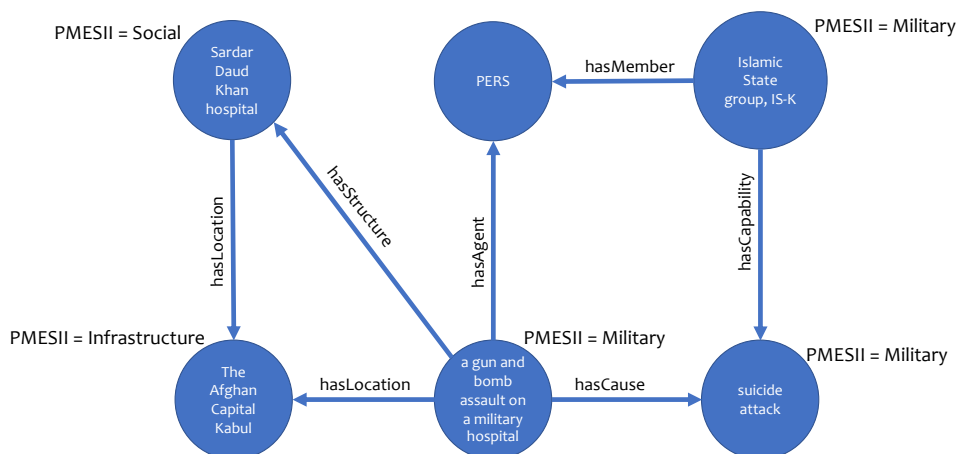 PMESII = Social
PMESII = Military
Sardar
Daud
Khan
hospital
PERS
hasMember
Islamic
State
group, IS-K
hasLocation
hasStructure
hasAgent
hasCapability
PMESII = Infrastructure
PMESII = Military
PMESII = Military
The
Afghan
Capital
Kabul
hasLocation
a gun and
bomb
assault on
a military
hospital
hasCause
suicide
attack